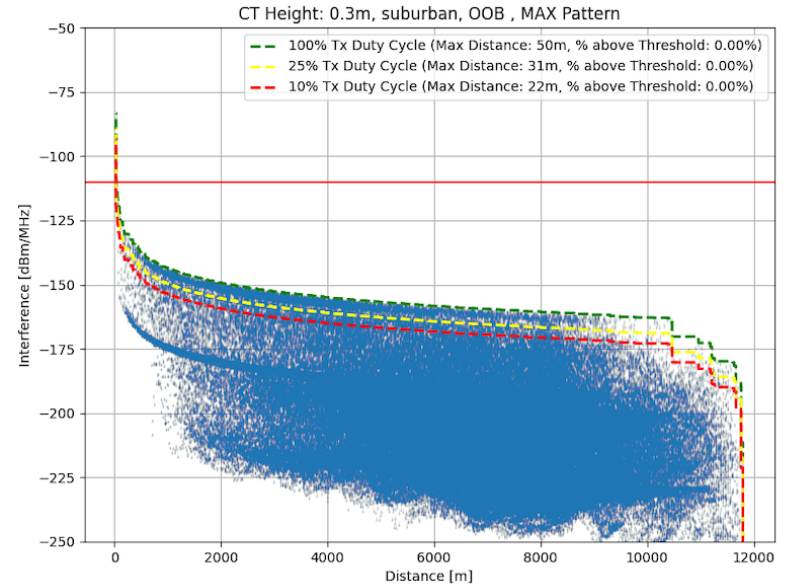 CT Height: 0.3m, suburban, OOB , MAX Pattern
100% Tx Duty Cycle (Max Distance: 50m, % above Threshold: 0.00%)
25% Tx Duty Cycle (Max Distance: 31m, % above Threshold: 0.00%)
10% Tx Duty Cycle (Max Distance: 22m, % above Threshold: 0.00%)
Interference [dBm/MHz]
−50
−75
−100
−125
−150
−175
−200
−225
−250
0 2000 4000 6000 8000 10000 12000
Distance [m]